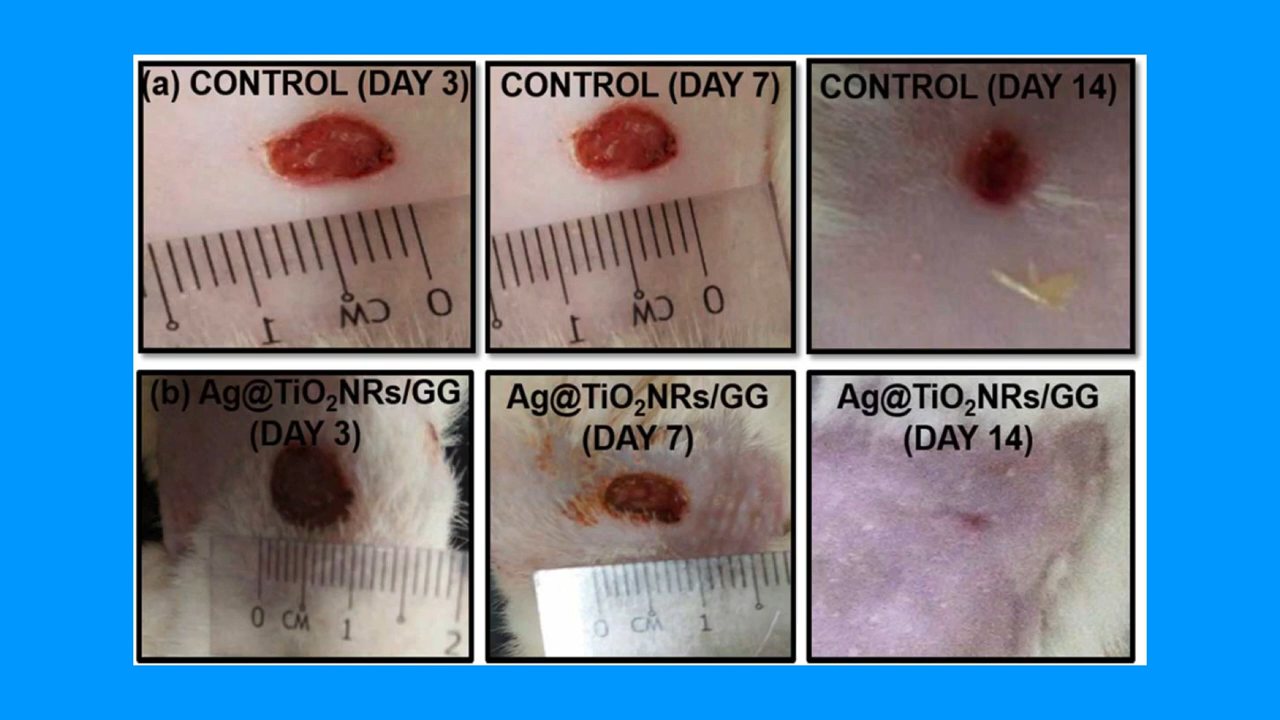 (a) CONTROL (DAY 3)
CONTROL (DAY 7)
CONTROL (DAY 14)
0
CM
1
0
CM
1
(b) Ag@TiO₂NRs/GG
(DAY 3)
Ag@TiO₂NRs/GG
(DAY 7)
Ag@TiO₂NRs/GG
(DAY 14)
0 CM 1 2
0 CM 1